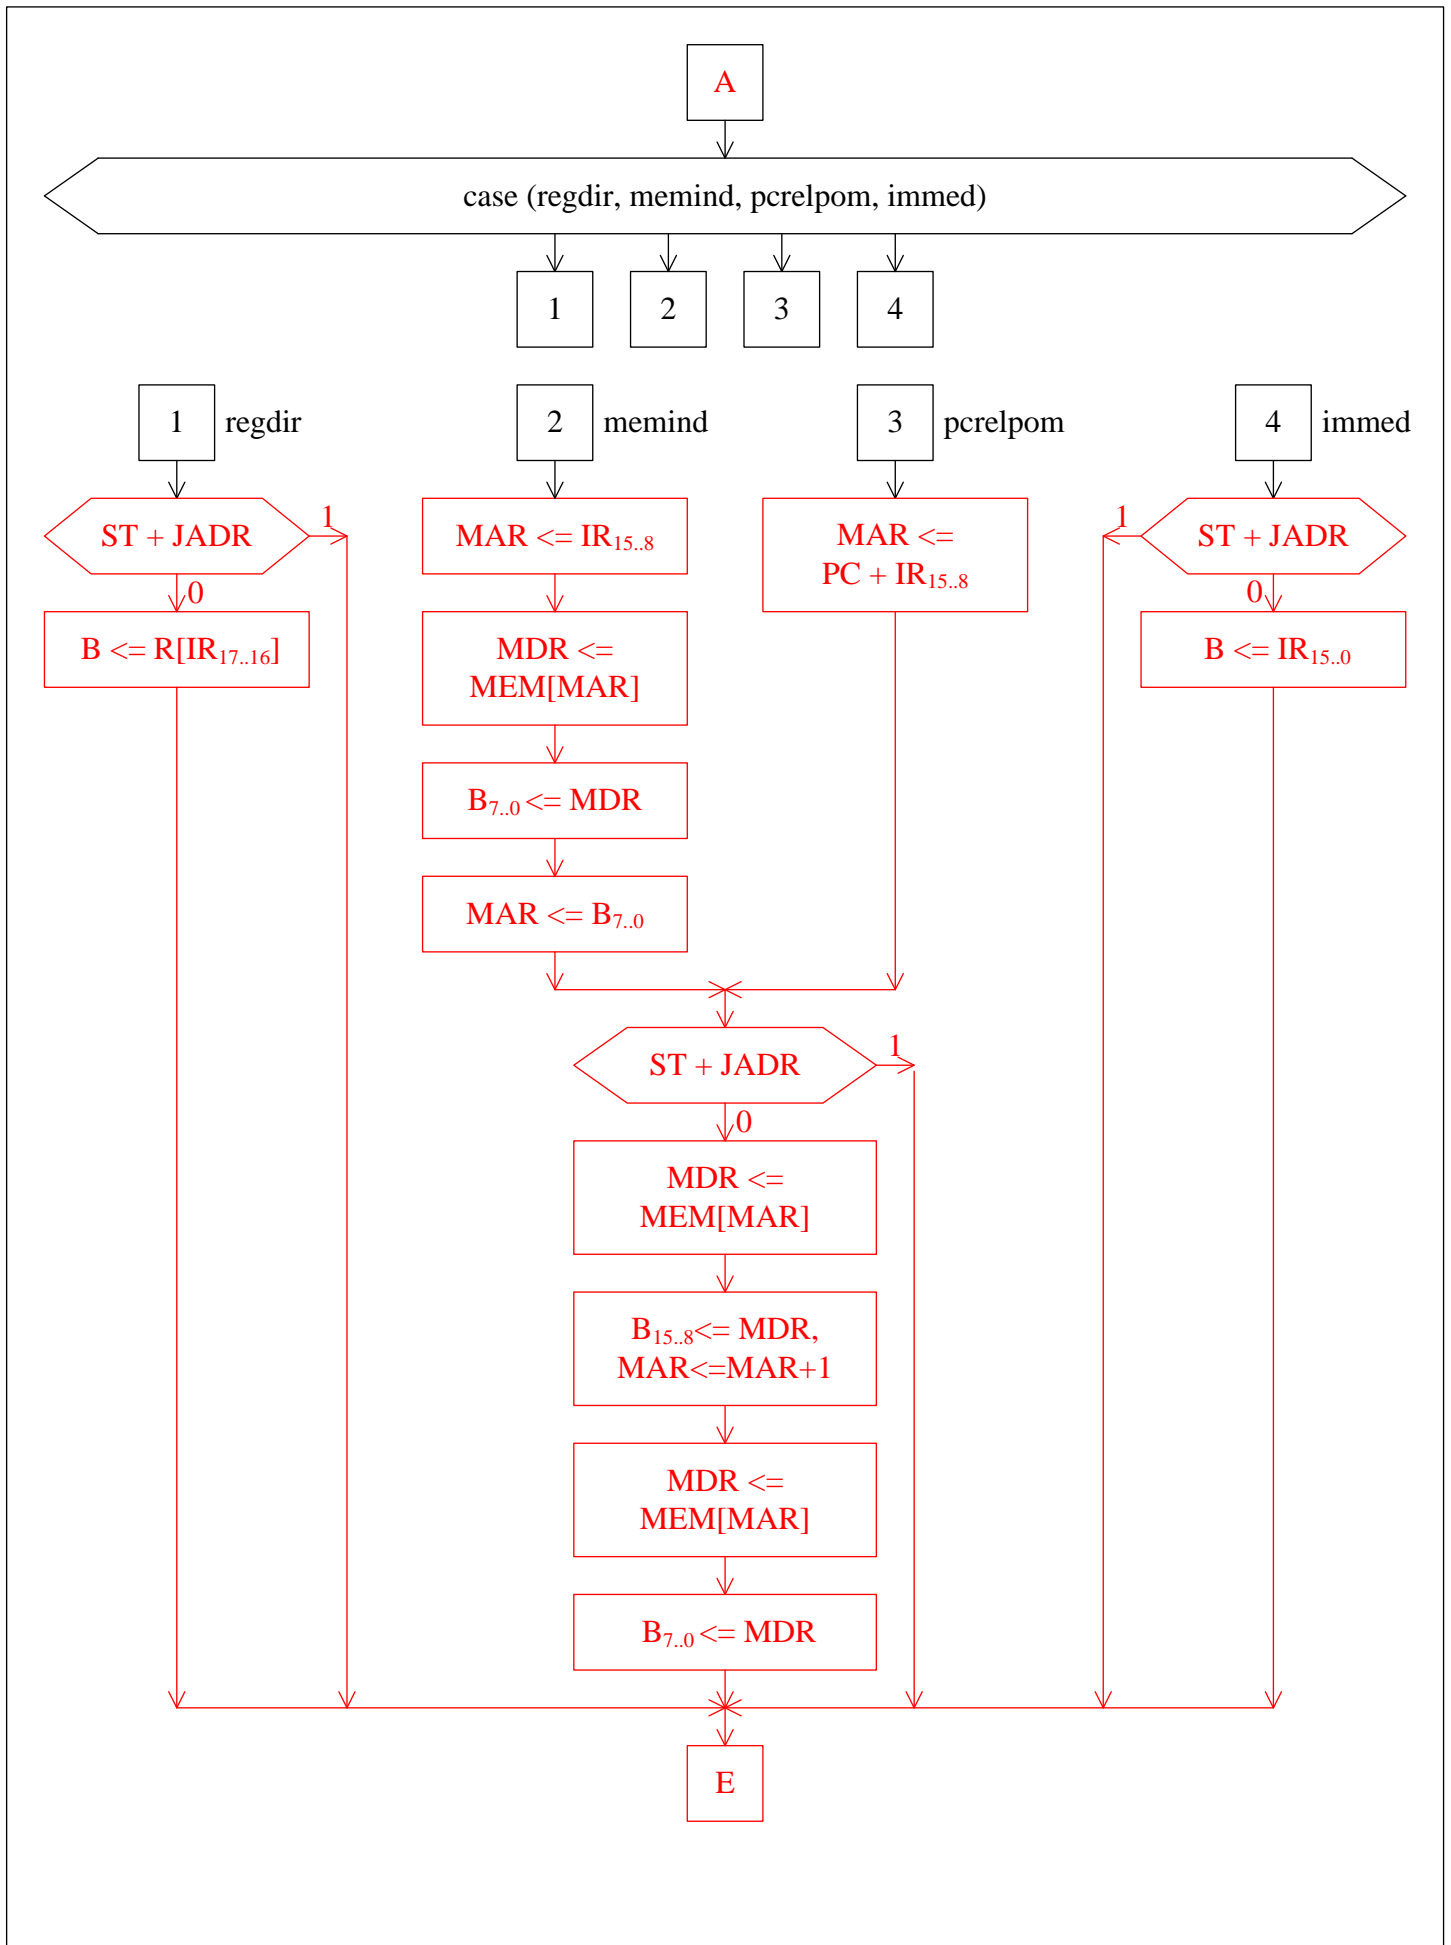 A
case (regdir, memind, pcrelpom, immed)
1
2
3
4
1 regdir
2 memind
3 pcrelpom
4 immed
ST + JADR
1
0
B <= R[IR17..16]
MAR <= IR15..8
MDR <=
MEM[MAR]
B7..0 <= MDR
MAR <= B7..0
MAR <=
PC + IR15..8
ST + JADR
1
0
B <= IR15..0
ST + JADR
1
0
MDR <=
MEM[MAR]
B15..8<= MDR,
MAR<=MAR+1
MDR <=
MEM[MAR]
B7..0 <= MDR
E